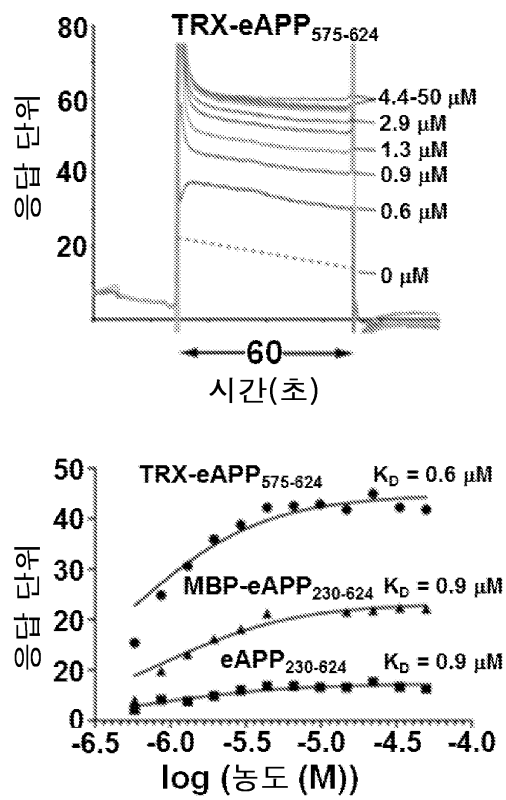 TRX-eAPP575-624
80
60
40
20
응답 단위
4.4-50 μM
2.9 μM
1.3 μM
0.9 μM
0.6 μM
0 μM
60
시간(초)
50
40
30
20
20
0
응답 단위
TRX-eAPP575-624 KD = 0.6 μM
MBP-eAPP230-624 KD = 0.9 μM
eAPP230-624 KD = 0.9 μM
-6.5 -6.0 -5.5 -5.0 -4.5 -4.0
log (농도 (M))